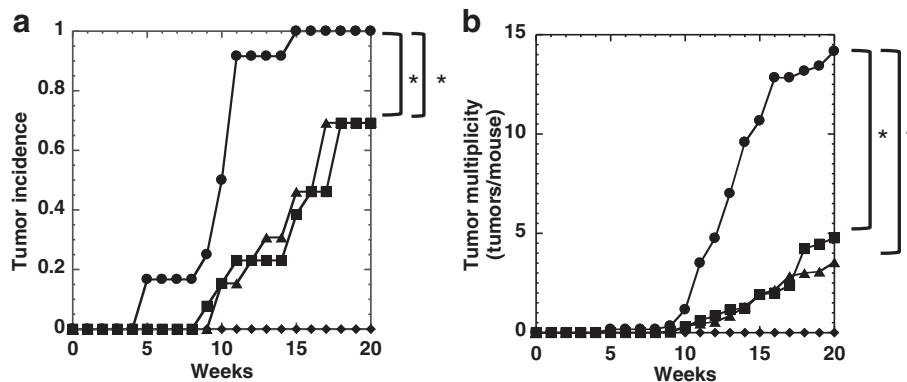 a
1
0.8
0.6
0.4
0.2
0
Tumor incidence
0 5 10 15 20
Weeks
* *
b
15
10
5
0
Tumor multiplicity
(tumors/mouse)
0 5 10 15 20
Weeks
*